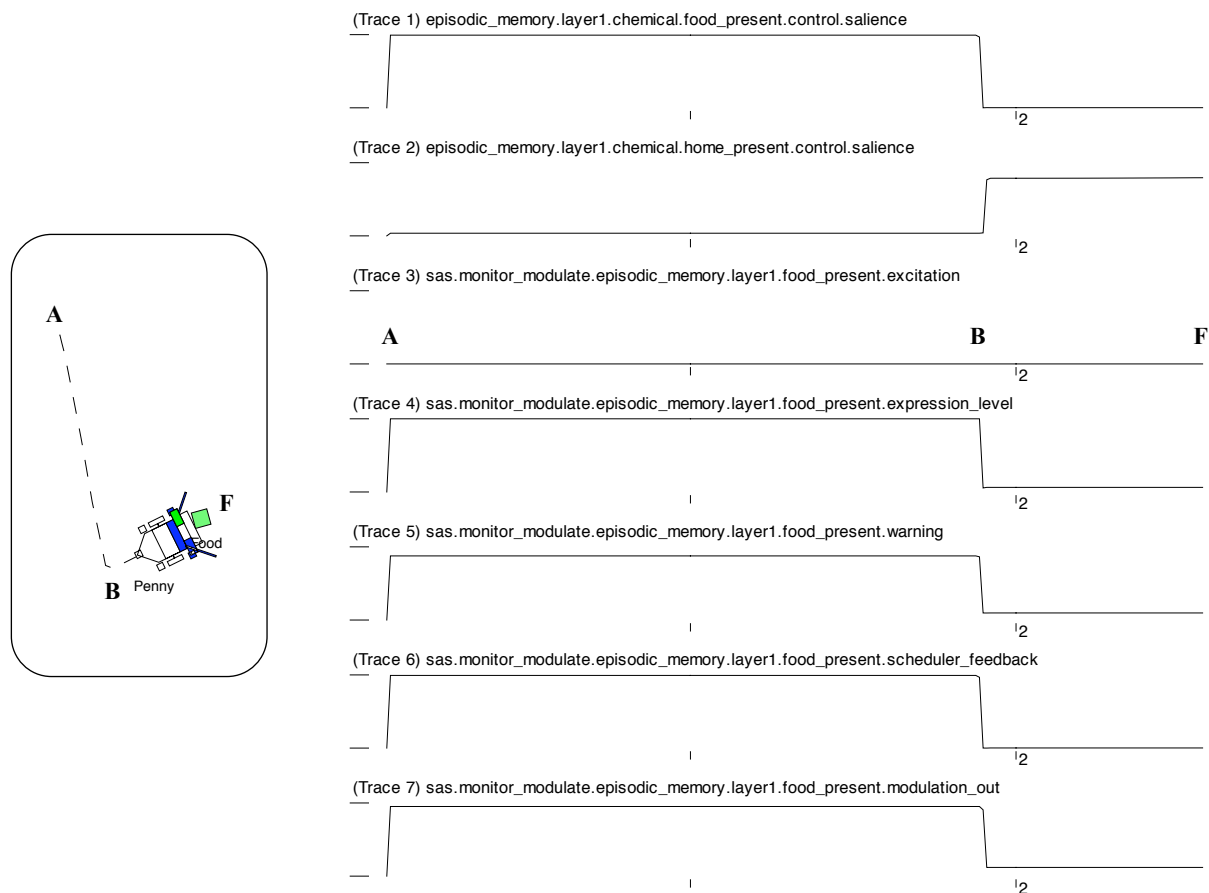 (Trace 1) episodic_memory.layer1.chemical.food_present.control.salience
2
(Trace 2) episodic_memory.layer1.chemical.home_present.control.salience
2
(Trace 3) sas.monitor_modulate.episodic_memory.layer1.food_present.excitation
A B F
2
(Trace 4) sas.monitor_modulate.episodic_memory.layer1.food_present.expression_level
2
(Trace 5) sas.monitor_modulate.episodic_memory.layer1.food_present.warning
2
(Trace 6) sas.monitor_modulate.episodic_memory.layer1.food_present.scheduler_feedback
2
(Trace 7) sas.monitor_modulate.episodic_memory.layer1.food_present.modulation_out
2
A
F
Food
B Penny